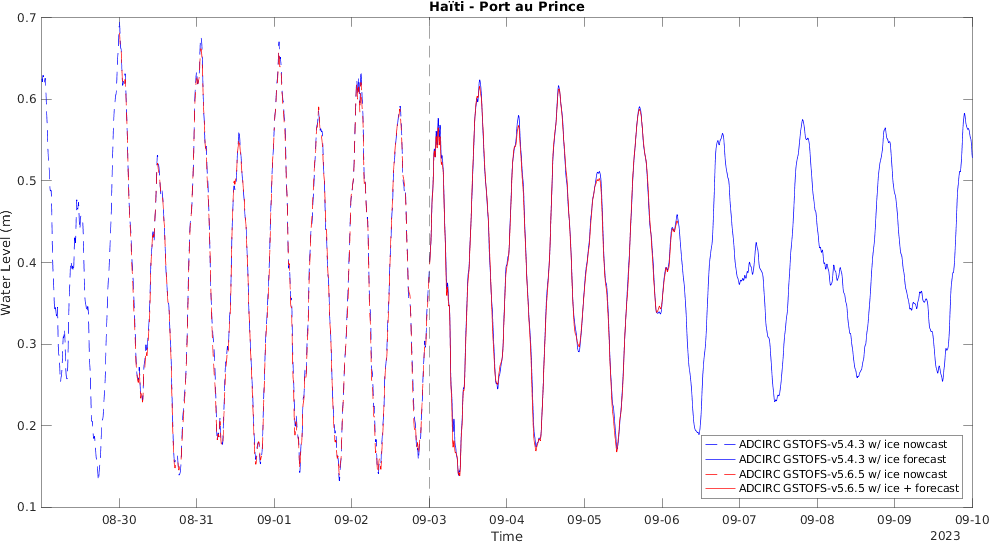 Haïti - Port au Prince
0.7
0.6
0.5
0.4
0.3
0.2
0.1
Water Level (m)
ADCIRC GSTOFS-v5.4.3 w/ ice nowcast
ADCIRC GSTOFS-v5.4.3 w/ ice forecast
ADCIRC GSTOFS-v5.6.5 w/ ice nowcast
ADCIRC GSTOFS-v5.6.5 w/ ice + forecast
08-30 08-31 09-01 09-02 09-03 09-04 09-05 09-06 09-07 09-08 09-09 09-10
Time
2023